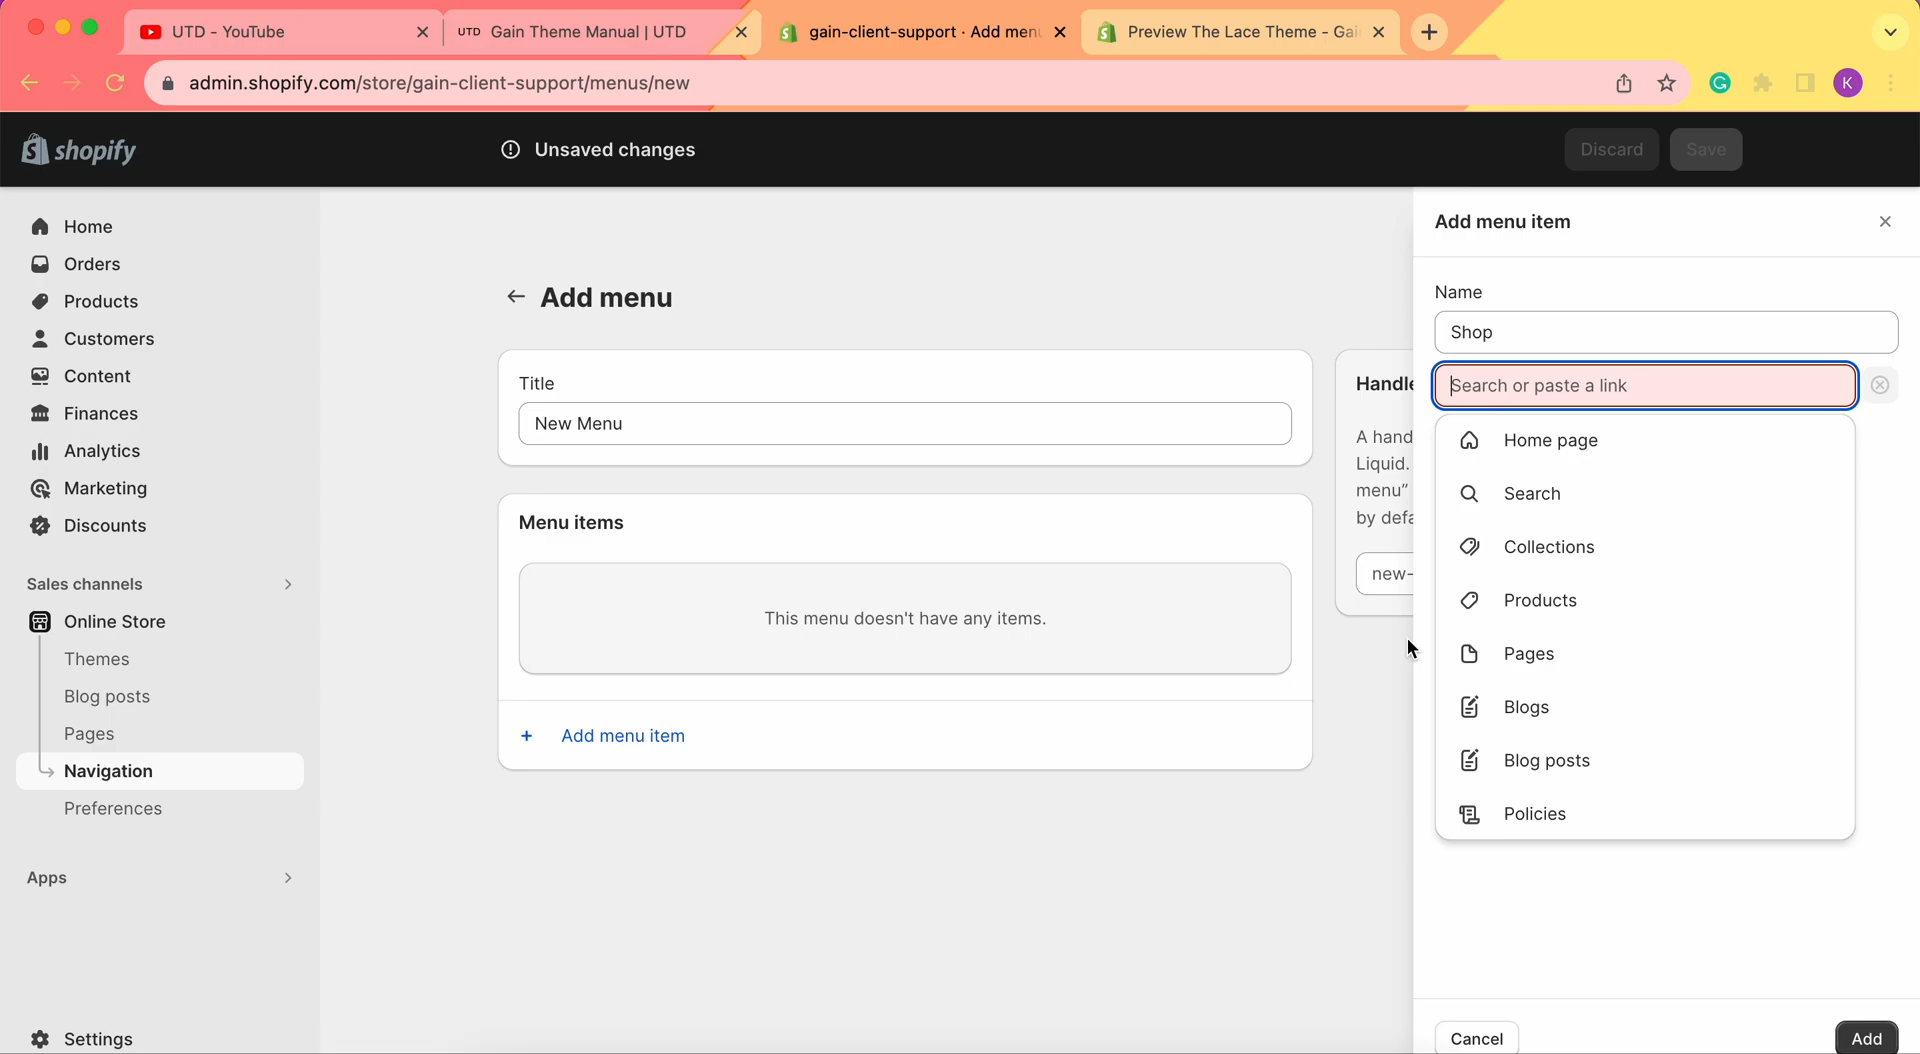 UTD - YouTube
UTD Gain Theme Manual | UTD
gain-client-support · Add men
Preview The Lace Theme - Gai
admin.shopify.com/store/gain-client-support/menus/new
G
K
shopify
Unsaved changes
Discard
Save
Home
Orders
Products
Customers
Content
Finances
Analytics
Marketing
Discounts
Sales channels
Online Store
Themes
Blog posts
Pages
Navigation
Preferences
Apps
Settings
Add menu
Title
New Menu
Menu items
This menu doesn't have any items.
+ Add menu item
Handle
A hand
Liquid.
menu”
by defa
new-
Add menu item
Name
Shop
Search or paste a link
Home page
Search
Collections
Products
Pages
Blogs
Blog posts
Policies
Cancel
Add